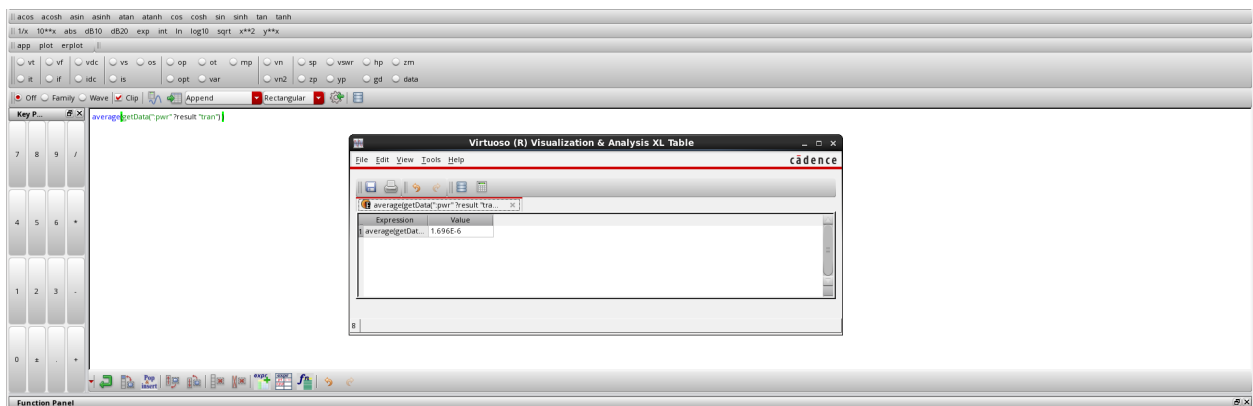 acos acosh asin asinh atan atanh cos cosh sin sinh tan tanh
1/x 10**x abs dB10 dB20 exp int ln log10 sqrt x**2 y**x
app plot erplot
vt vf vdc vs os op ot mp vn sp vswr hp zm
it if idc is opt var vn2 zp yp gd data
Off Family Wave Clip Append Rectangular
Key P...
average(getData(":pwr" ?result "tran"))
7 8 9 /
4 5 6 *
1 2 3 -
0 ± . +
Virtuoso (R) Visualization & Analysis XL Table
File Edit View Tools Help
cādence
average(getData(":pwr" ?result "tra...
Expression Value
1 average(getDat... 1.696E-6
8
Pop
insert
expr
expr
fn
Function Panel